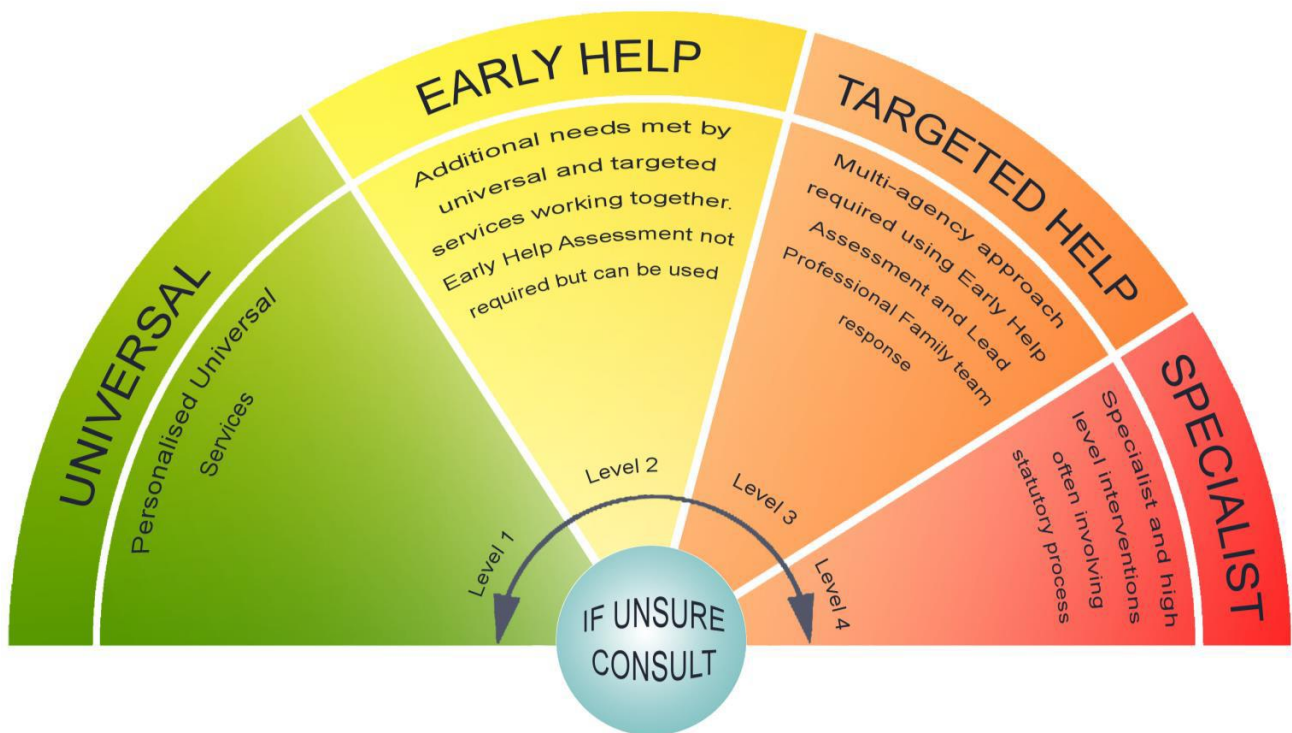 UNIVERSAL
Personalised Universal
Services
Level 1
EARLY HELP
Additional needs met by
universal and targeted
services working together.
Early Help Assessment not
required but can be used
Level 2
TARGETED HELP
Multi-agency approach
required using Early Help
Assessment and Lead
Professional Family team
response
Level 3
SPECIALIST
Specialist and high
level interventions
often involving
statutory process
Level 4
IF UNSURE
CONSULT